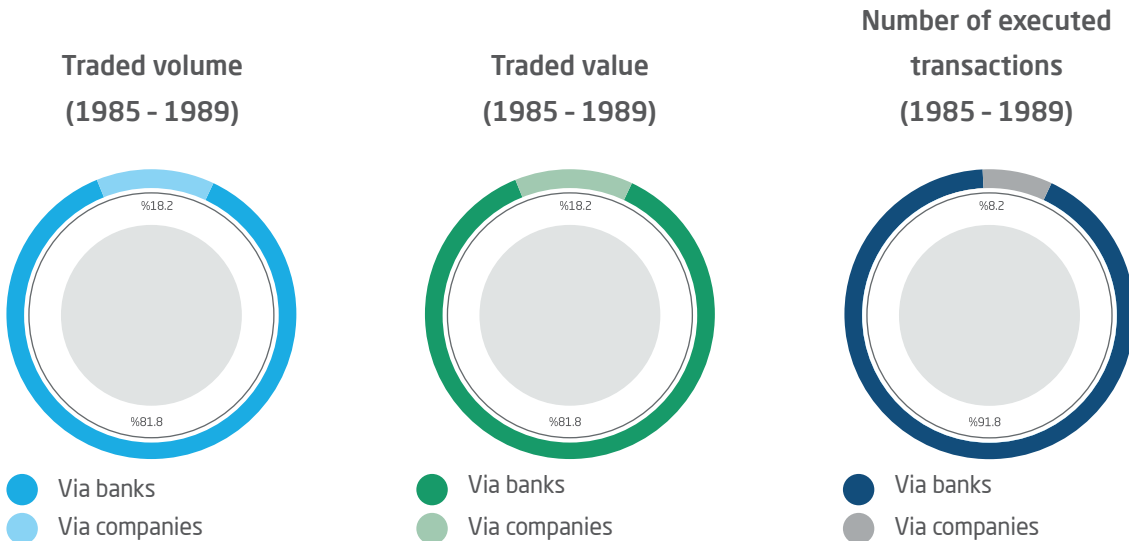 Traded volume
(1985 – 1989)
%18.2
%81.8
Via banks
Via companies
Traded value
(1985 – 1989)
%18.2
%81.8
Via banks
Via companies
Number of executed
transactions
(1985 – 1989)
%8.2
%91.8
Via banks
Via companies